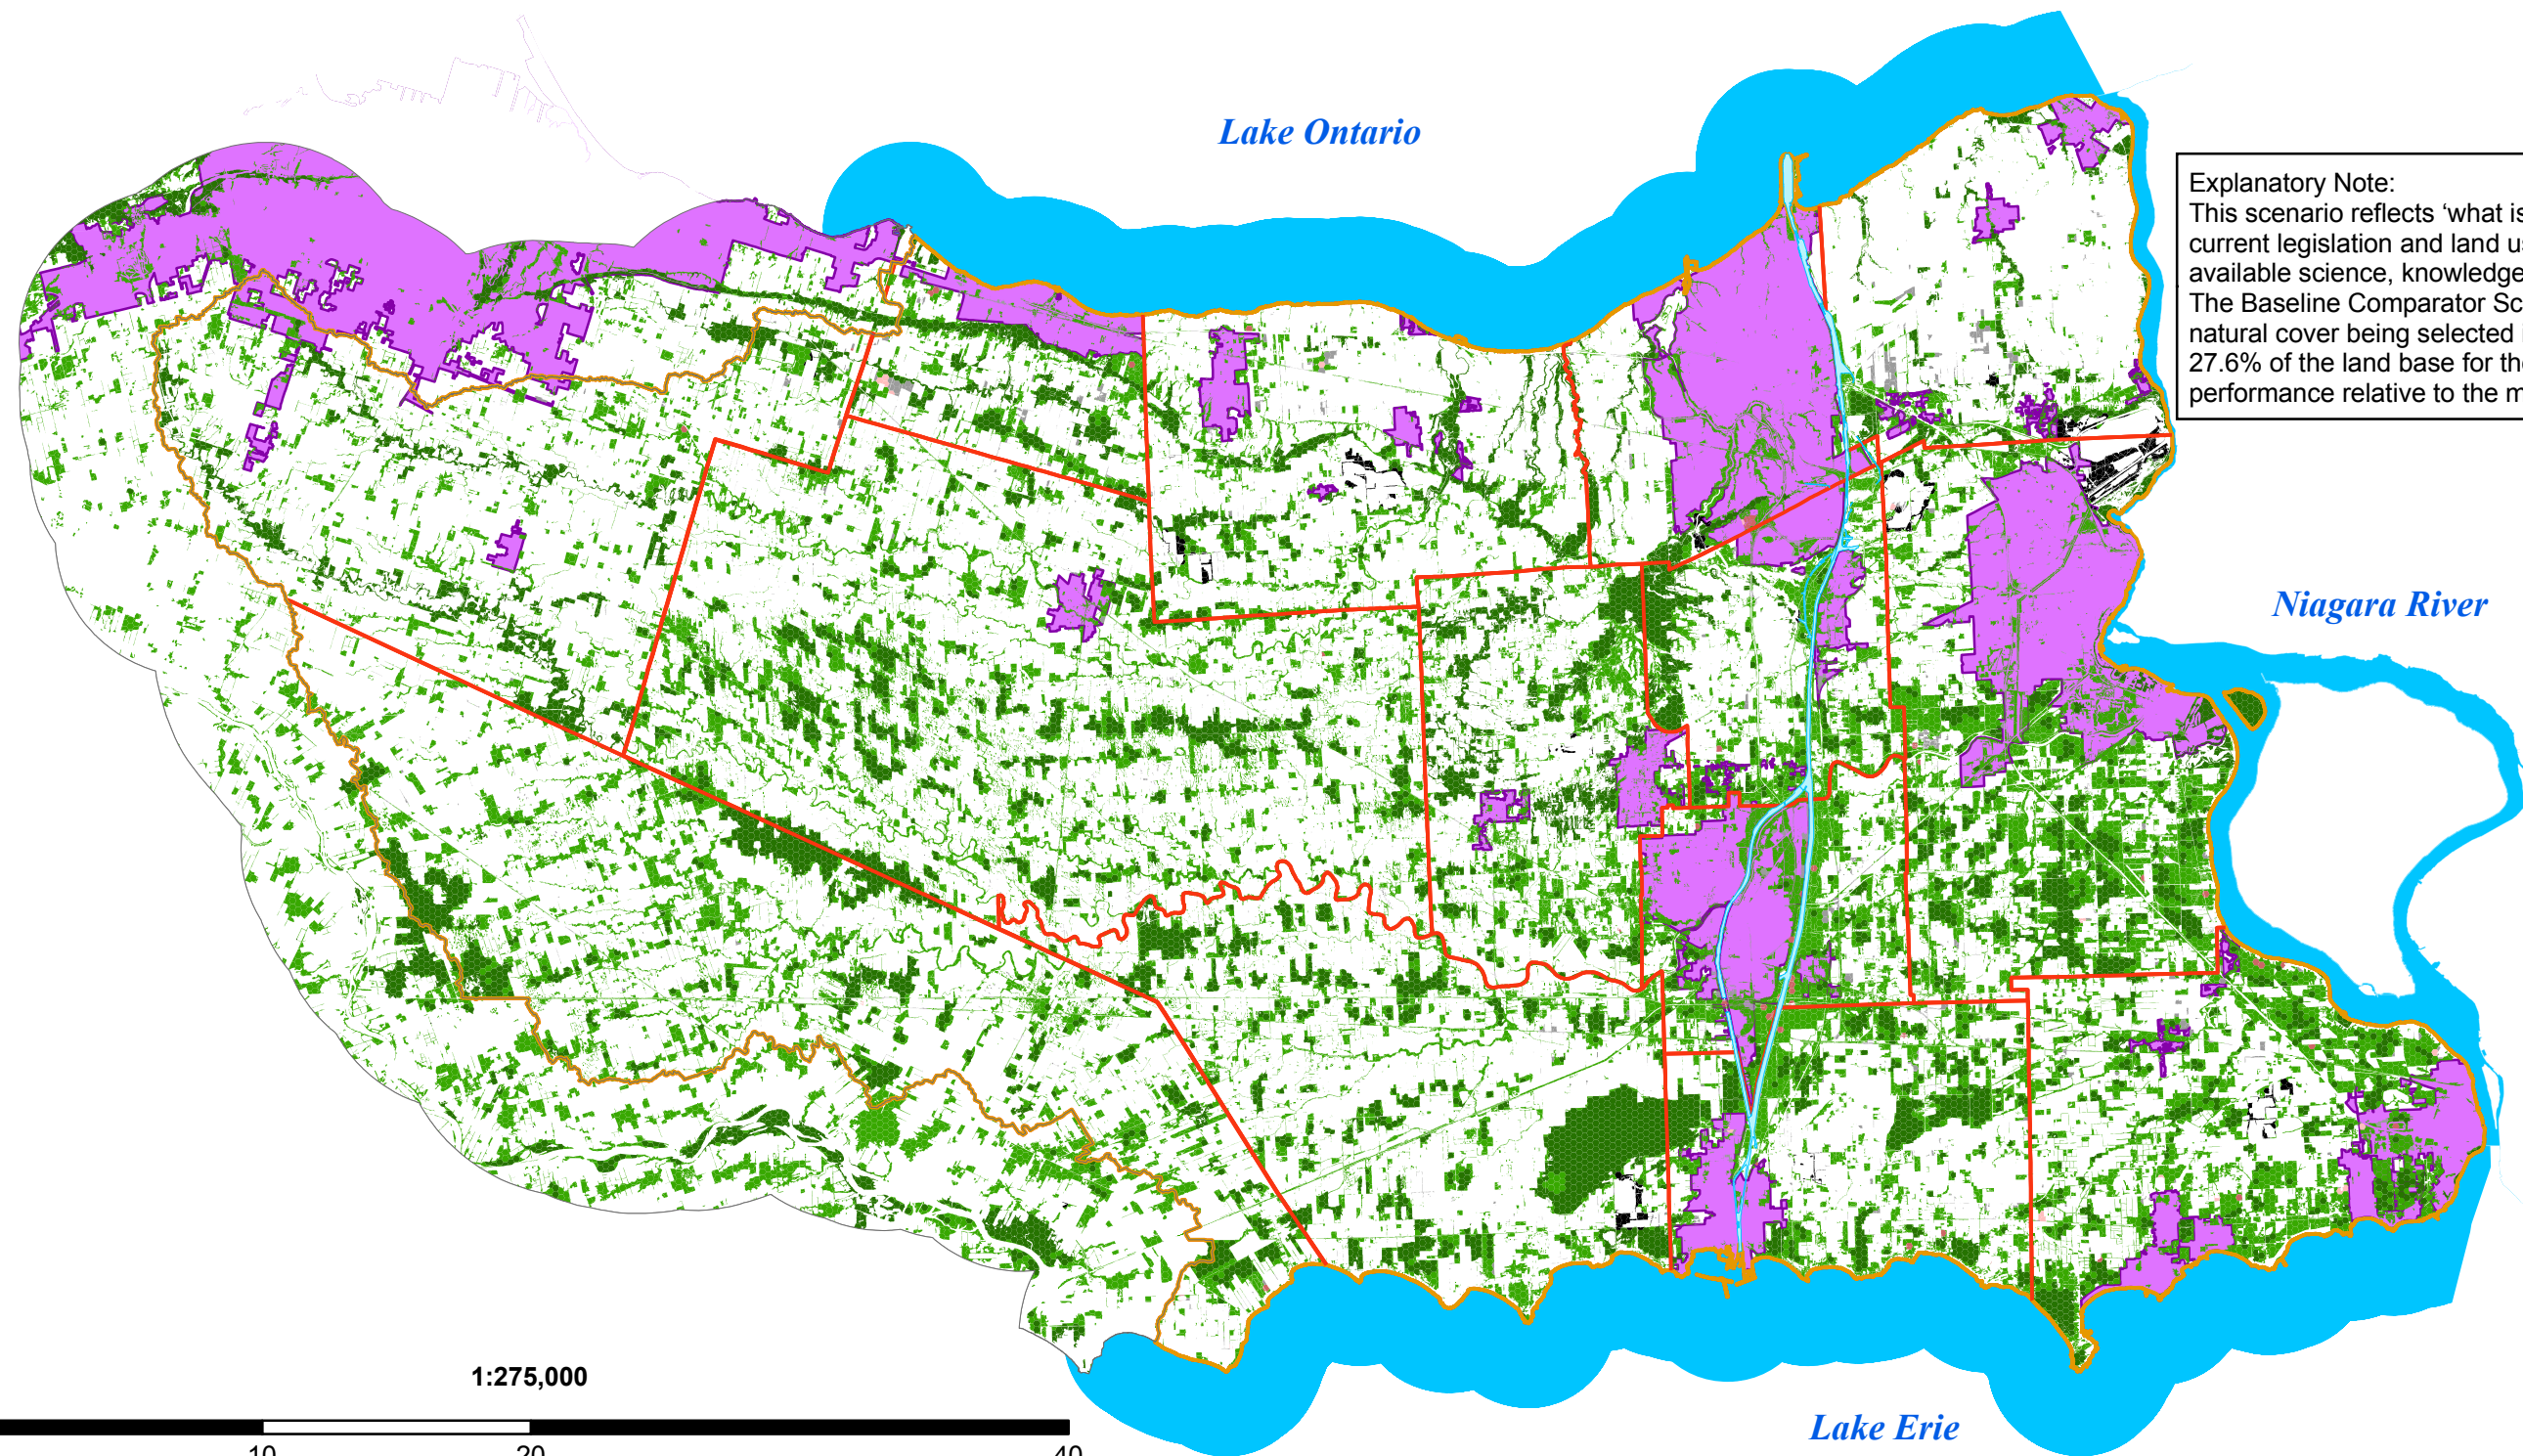 Lake Ontario
Explanatory Note:
This scenario reflects ‘what is
current legislation and land us
available science, knowledge
The Baseline Comparator Sc
natural cover being selected i
27.6% of the land base for the
performance relative to the m
Niagara River
1:275,000
10 20 40
Lake Erie